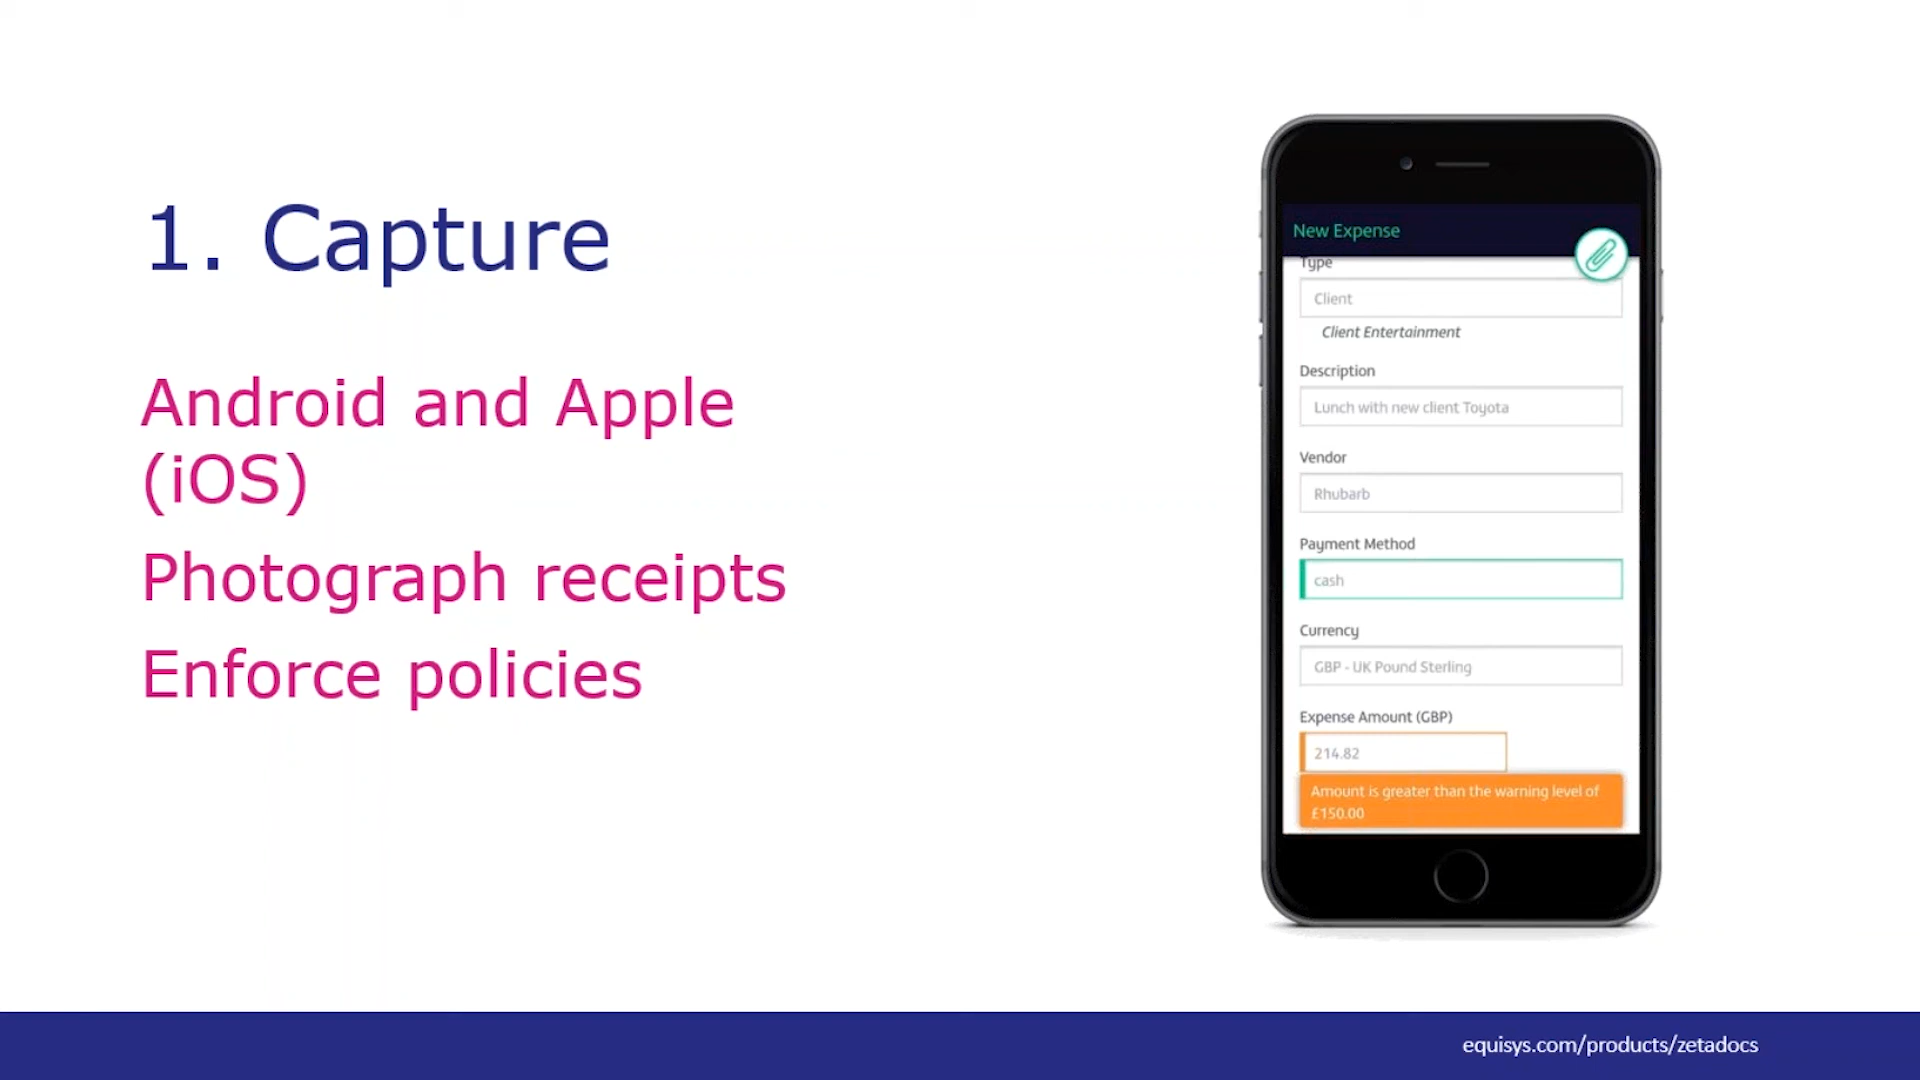 1. Capture
Android and Apple
(iOS)
Photograph receipts
Enforce policies
New Expense
Type
Client
Client Entertainment
Description
Lunch with new client Toyota
Vendor
Rhubarb
Payment Method
cash
Currency
GBP - UK Pound Sterling
Expense Amount (GBP)
214.82
Amount is greater than the warning level of
£150.00
equisys.com/products/zetadocs